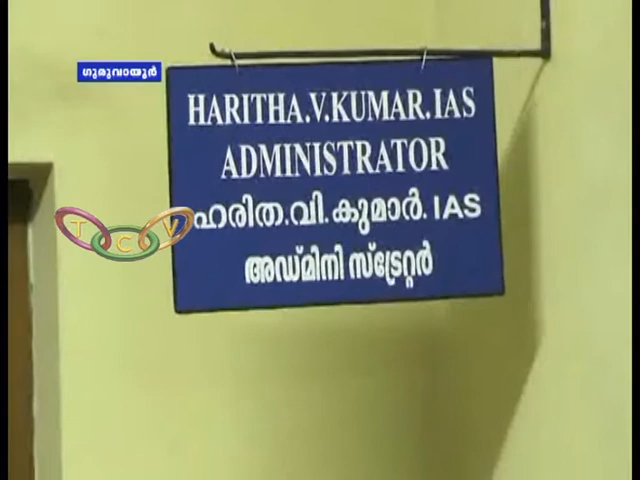 ഗുരുവായൂർ
HARITHA.V.KUMAR.IAS
ADMINISTRATOR
ഹരിത.വി.കുമാർ.IAS
അഡ്മിനി സ്ട്രേറ്റർ
TCV